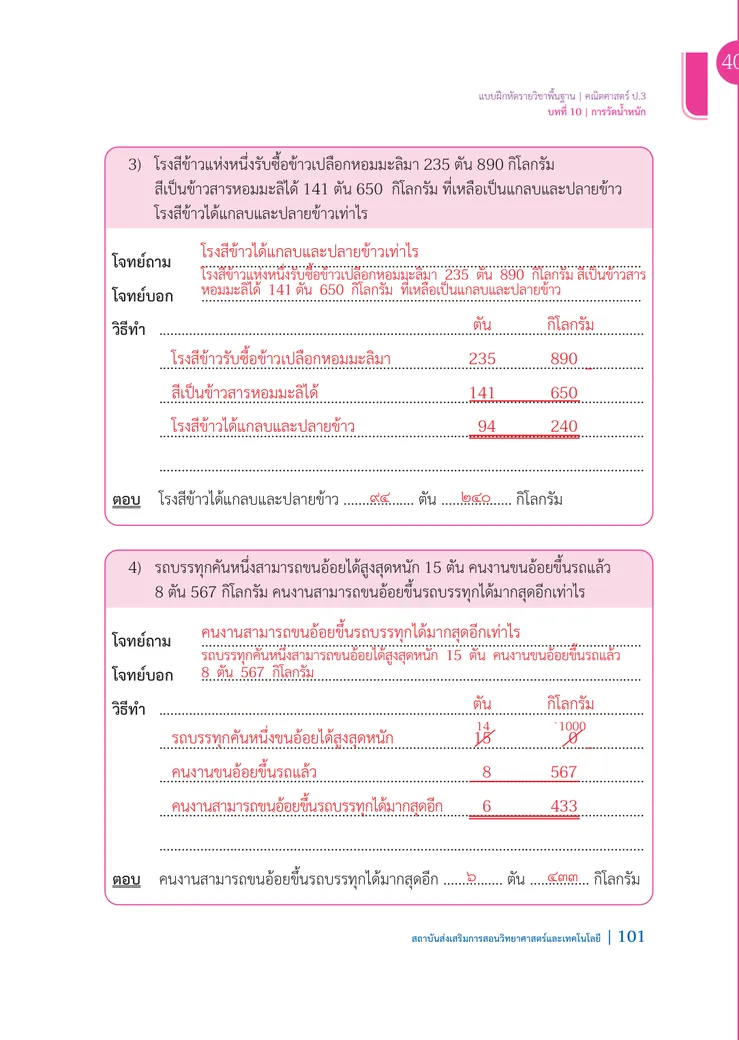 40
แบบฝึกหัดรายวิชาพื้นฐาน | คณิตศาสตร์ ป.3
บทที่ 10 | การวัดน้ำหนัก
3) โรงสีข้าวแห่งหนึ่งรับซื้อข้าวเปลือกหอมมะลิมา 235 ตัน 890 กิโลกรัม
สีเป็นข้าวสารหอมมะลิได้ 141 ตัน 650 กิโลกรัม ที่เหลือเป็นแกลบและปลายข้าว
โรงสีข้าวได้แกลบและปลายข้าวเท่าไร
โจทย์ถาม โรงสีข้าวได้แกลบและปลายข้าวเท่าไร
โรงสีข้าวแห่งหนึ่งรับซื้อข้าวเปลือกหอมมะลิมา 235 ตัน 890 กิโลกรัม สีเป็นข้าวสาร
โจทย์บอก หอมมะลิได้ 141 ตัน 650 กิโลกรัม ที่เหลือเป็นแกลบและปลายข้าว
วิธีทำ ตัน กิโลกรัม
โรงสีข้าวรับซื้อข้าวเปลือกหอมมะลิมา 235 890 -
สีเป็นข้าวสารหอมมะลิได้ 141 650
โรงสีข้าวได้แกลบและปลายข้าว 94 240
ตอบ โรงสีข้าวได้แกลบและปลายข้าว ....๙๔.... ตัน ....๒๔๐.... กิโลกรัม
4) รถบรรทุกคันหนึ่งสามารถขนอ้อยได้สูงสุดหนัก 15 ตัน คนงานขนอ้อยขึ้นรถแล้ว
8 ตัน 567 กิโลกรัม คนงานสามารถขนอ้อยขึ้นรถบรรทุกได้มากสุดอีกเท่าไร
โจทย์ถาม คนงานสามารถขนอ้อยขึ้นรถบรรทุกได้มากสุดอีกเท่าไร
รถบรรทุกคันหนึ่งสามารถขนอ้อยได้สูงสุดหนัก 15 ตัน คนงานขนอ้อยขึ้นรถแล้ว
โจทย์บอก 8 ตัน 567 กิโลกรัม
วิธีทำ ตัน กิโลกรัม
14 1000
รถบรรทุกคันหนึ่งขนอ้อยได้สูงสุดหนัก 15 0 -
คนงานขนอ้อยขึ้นรถแล้ว 8 567
คนงานสามารถขนอ้อยขึ้นรถบรรทุกได้มากสุดอีก 6 433
ตอบ คนงานสามารถขนอ้อยขึ้นรถบรรทุกได้มากสุดอีก ....๖.... ตัน ....๔๓๓.... กิโลกรัม
สถาบันส่งเสริมการสอนวิทยาศาสตร์และเทคโนโลยี | 101